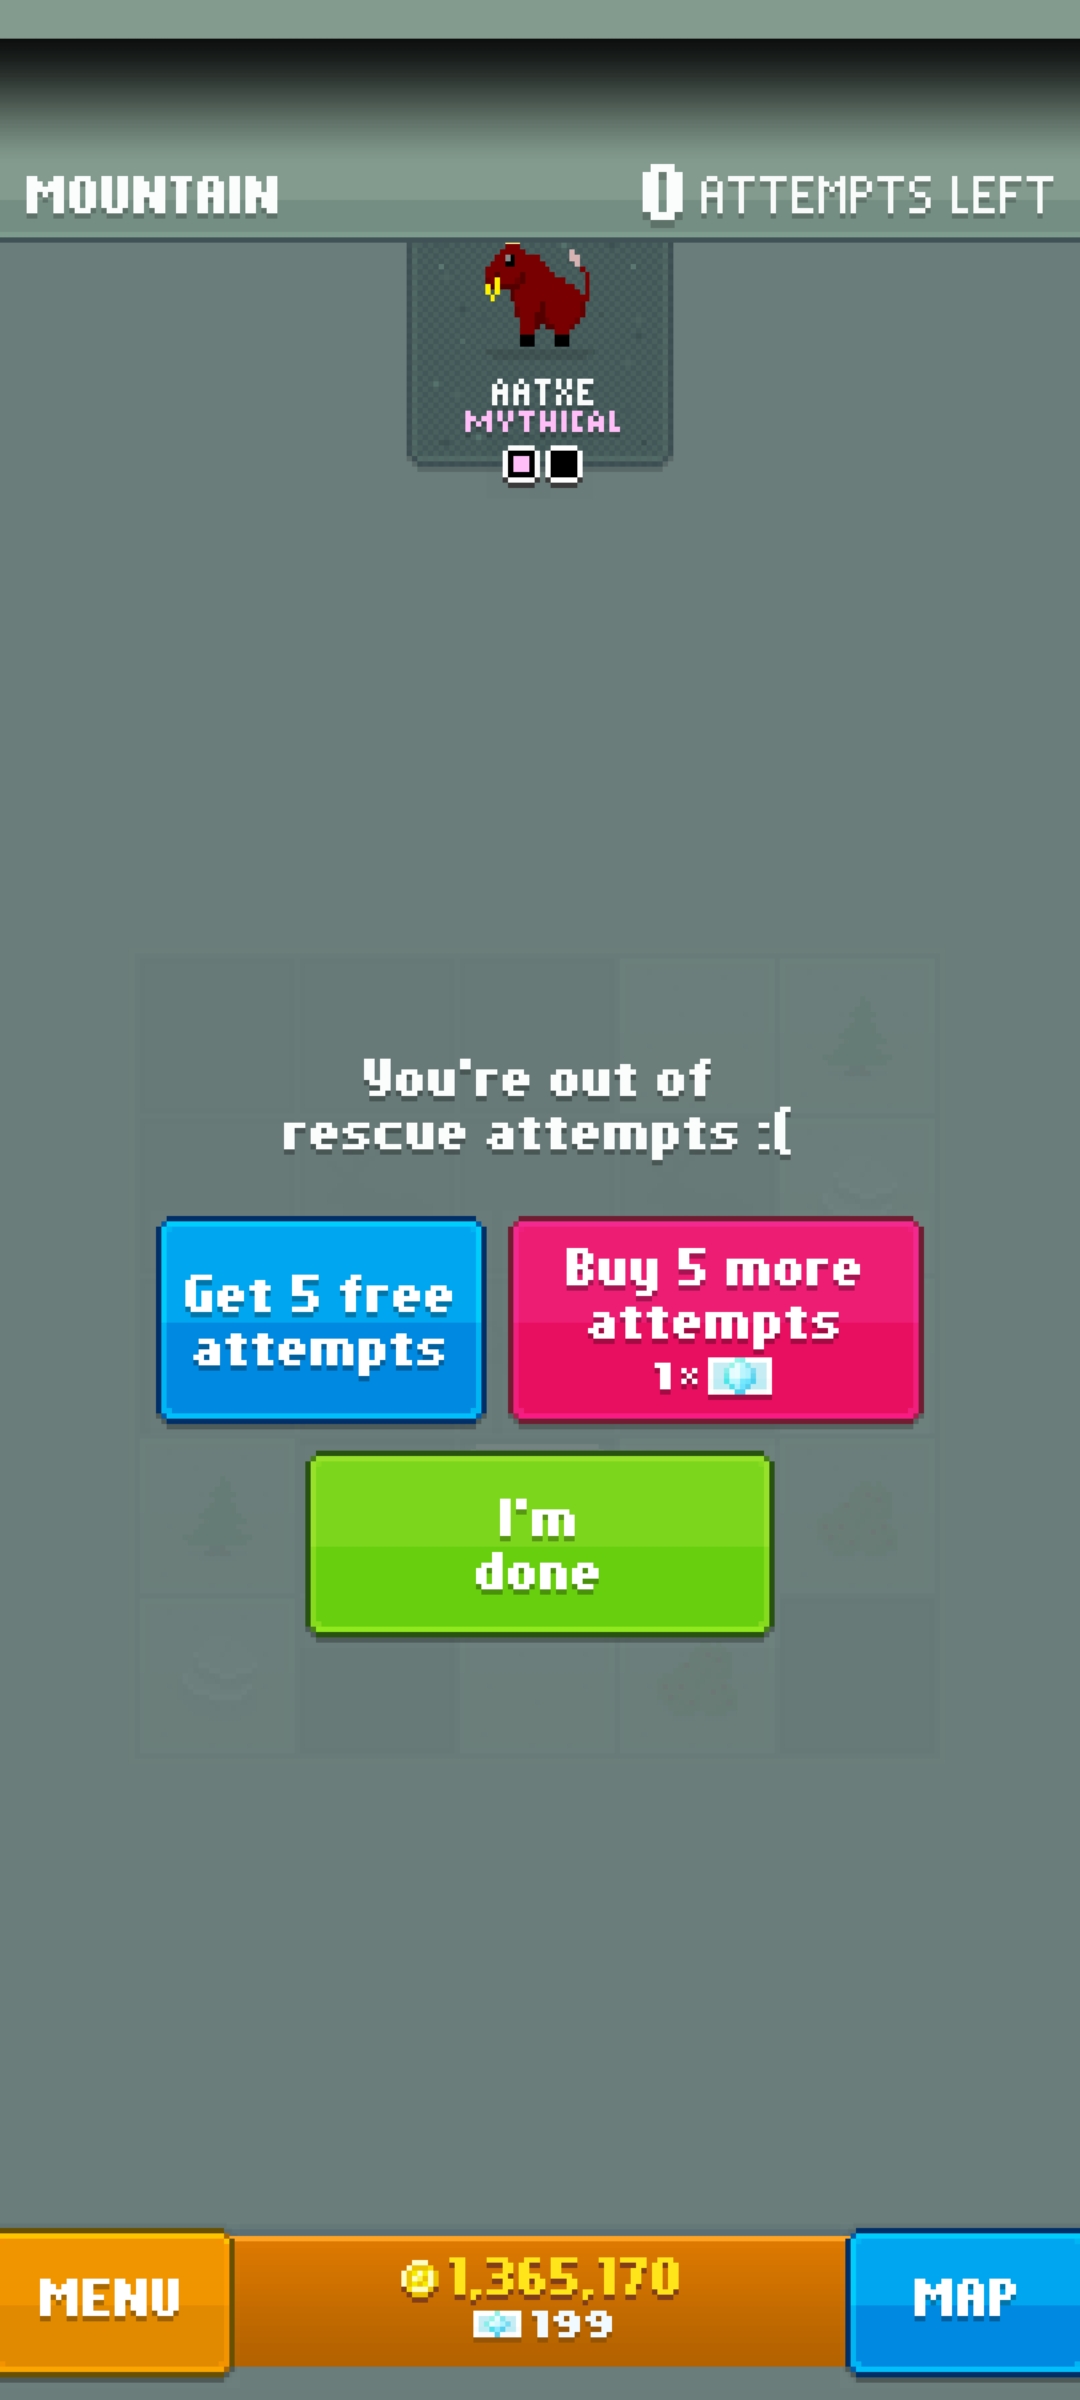 MOUNTAIN
0 ATTEMPTS LEFT
AATXE
MYTHICAL
You're out of
rescue attempts :(
Get 5 free
attempts
Buy 5 more
attempts
1×
I'm
done
MENU
1,365,170
199
MAP